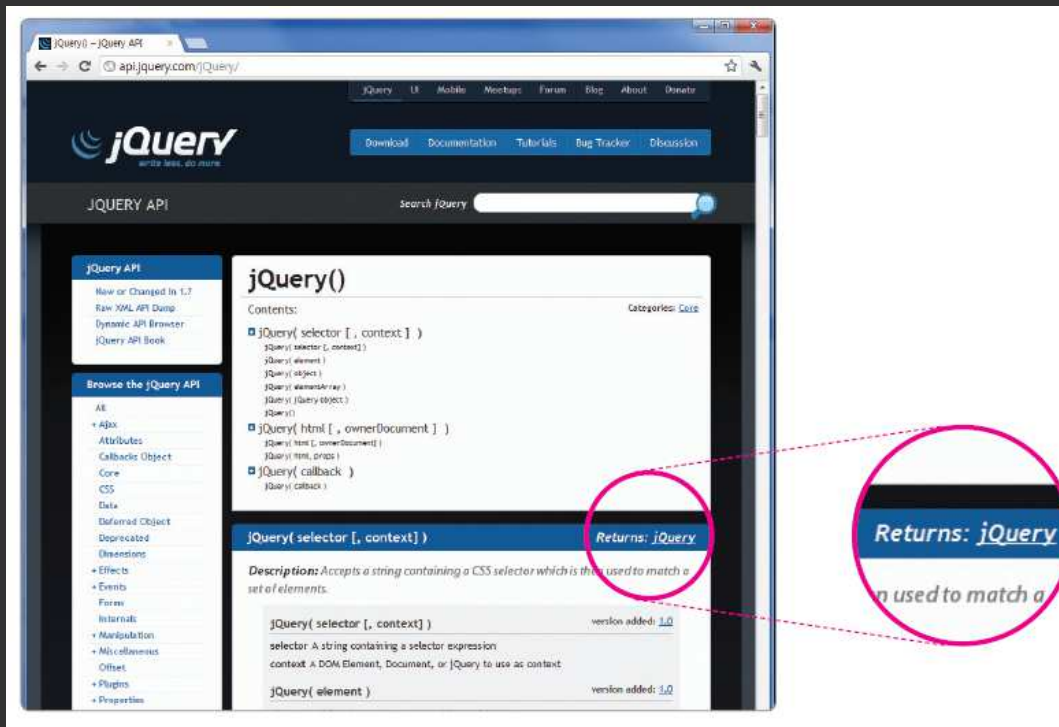 jQuery() – jQuery API
api.jquery.com/jQuery/
jQuery UI Mobile Meetups Forum Blog About Donate
jQuery
write less, do more.
Download Documentation Tutorials Bug Tracker Discussion
JQUERY API
Search jQuery
jQuery API
New or Changed in 1.7
Raw XML API Dump
Dynamic API Browser
jQuery API Book
Browse the jQuery API
All
+ Ajax
Attributes
Callbacks Object
Core
CSS
Data
Deferred Object
Deprecated
Dimensions
+ Effects
+ Events
Forms
Internals
+ Manipulation
+ Miscellaneous
Offset
+ Plugins
+ Properties
jQuery()
Contents:
Categories: Core
jQuery( selector [ , context ] )
jQuery( selector [, context] )
jQuery( element )
jQuery( object )
jQuery( elementArray )
jQuery( jQuery object )
jQuery()
jQuery( html [ , ownerDocument ] )
jQuery( html [, ownerDocument] )
jQuery( html, props )
jQuery( callback )
jQuery( callback )
jQuery( selector [, context] ) Returns: jQuery
Description: Accepts a string containing a CSS selector which is then used to match a
set of elements.
jQuery( selector [, context] ) version added: 1.0
selector A string containing a selector expression
context A DOM Element, Document, or jQuery to use as context
jQuery( element ) version added: 1.0
Returns: jQuery
n used to match a